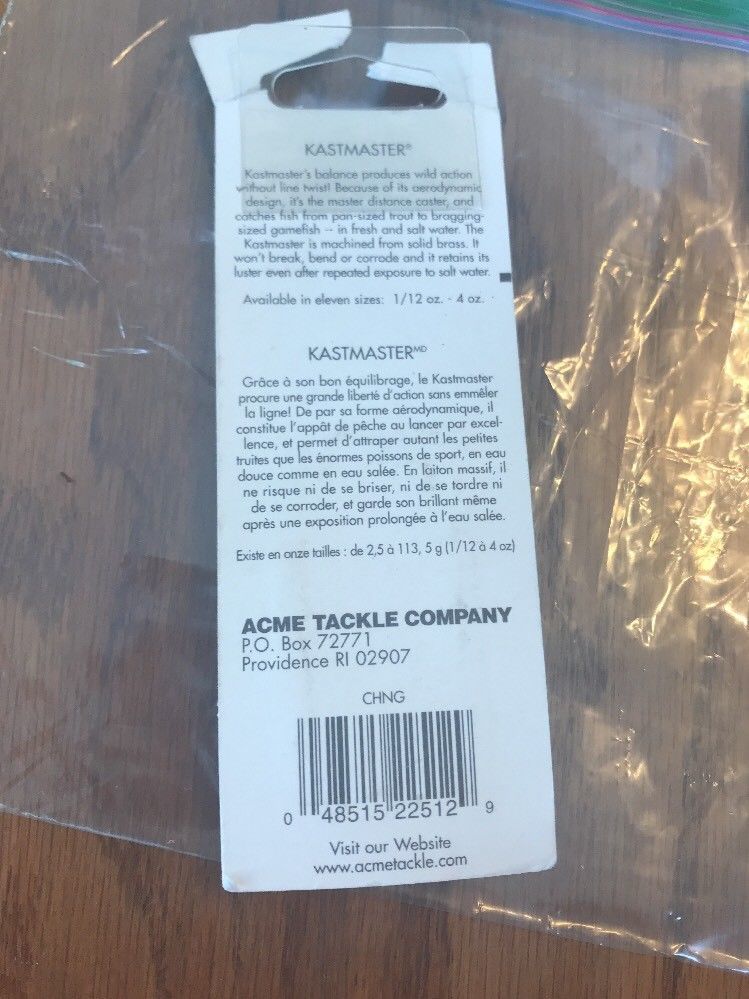 KASTMASTER®
Kastmaster's balance produces wild action
without line twist! Because of its aerodynamic
design, it's the master distance caster, and
catches fish from pan-sized trout to bragging-
sized gamefish -- in fresh and salt water. The
Kastmaster is machined from solid brass. It
won't break, bend or corrode and it retains its
luster even after repeated exposure to salt water.
Available in eleven sizes: 1/12 oz. - 4 oz.
KASTMASTERMD
Grâce à son bon équilibrage, le Kastmaster
procure une grande liberté d'action sans emmêler
la ligne! De par sa forme aérodynamique, il
constitue l'appât de pêche au lancer par excel-
lence, et permet d'attraper autant les petites
truites que les énormes poissons de sport, en eau
douce comme en eau salée. En laiton massif, il
ne risque ni de se briser, ni de se tordre ni
de se corroder, et garde son brillant même
après une exposition prolongée à l'eau salée.
Existe en onze tailles : de 2,5 à 113, 5 g (1/12 à 4 oz)
ACME TACKLE COMPANY
P.O. Box 72771
Providence RI 02907
CHNG
0 48515 22512 9
Visit our Website
www.acmetackle.com